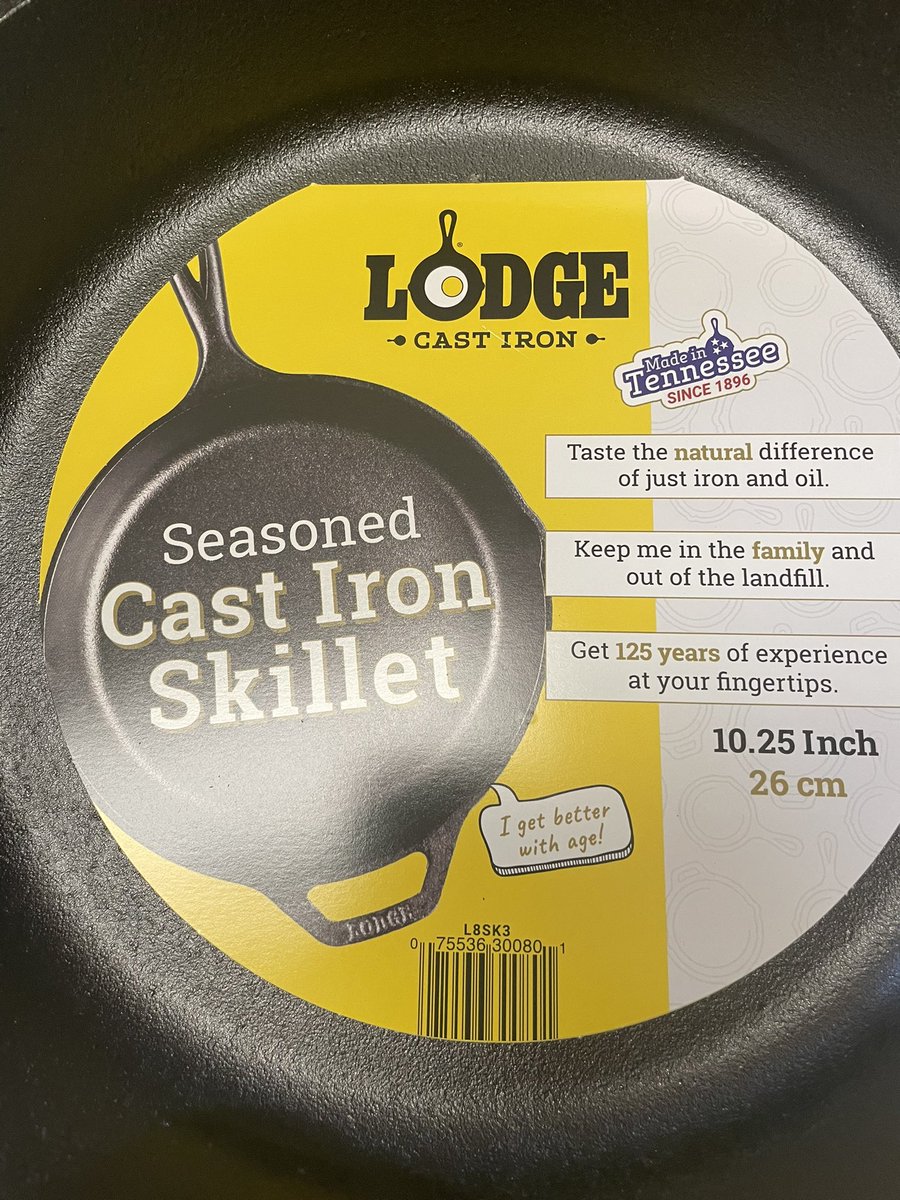 LODGE
CAST IRON
Made in
Tennessee
SINCE 1896
Taste the natural difference
of just iron and oil.
Keep me in the family and
out of the landfill.
Get 125 years of experience
at your fingertips.
10.25 Inch
26 cm
Seasoned
Cast Iron
Skillet
I get better
with age!
LODGE
L8SK3
0 75536 30080 1